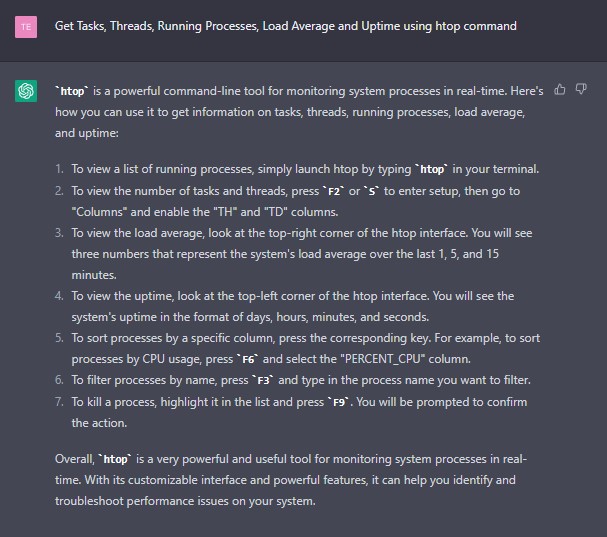 TE
Get Tasks, Threads, Running Processes, Load Average and Uptime using htop command
`htop` is a powerful command-line tool for monitoring system processes in real-time. Here's
how you can use it to get information on tasks, threads, running processes, load average,
and uptime:
1. To view a list of running processes, simply launch htop by typing `htop` in your terminal.
2. To view the number of tasks and threads, press `F2` or `S` to enter setup, then go to
"Columns" and enable the "TH" and "TD" columns.
3. To view the load average, look at the top-right corner of the htop interface. You will see
three numbers that represent the system's load average over the last 1, 5, and 15
minutes.
4. To view the uptime, look at the top-left corner of the htop interface. You will see the
system's uptime in the format of days, hours, minutes, and seconds.
5. To sort processes by a specific column, press the corresponding key. For example, to sort
processes by CPU usage, press `F6` and select the "PERCENT_CPU" column.
6. To filter processes by name, press `F3` and type in the process name you want to filter.
7. To kill a process, highlight it in the list and press `F9`. You will be prompted to confirm
the action.
Overall, `htop` is a very powerful and useful tool for monitoring system processes in real-
time. With its customizable interface and powerful features, it can help you identify and
troubleshoot performance issues on your system.